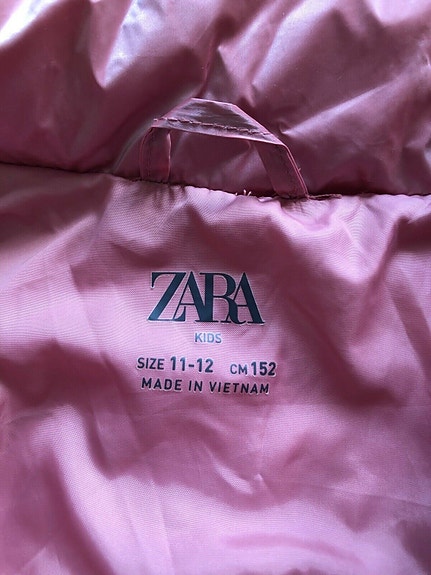 ZARA
KIDS
SIZE 11-12 CM 152
MADE IN VIETNAM